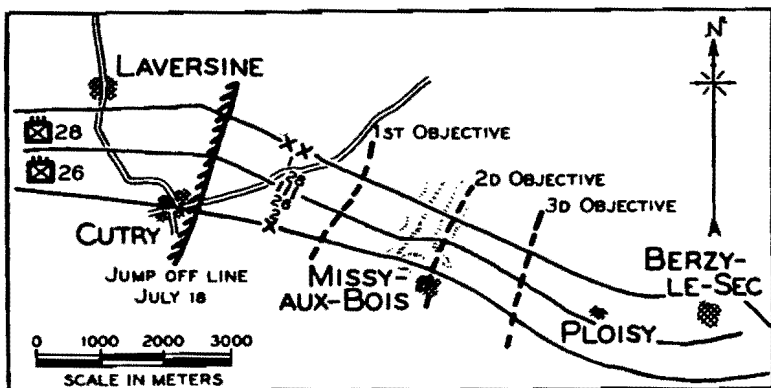 N
LAVERSINE
28
1ST OBJECTIVE
26
2D OBJECTIVE
3D OBJECTIVE
CUTRY
BERZY-
LE-SEC
JUMP OFF LINE
JULY 18
MISSY-
AUX-BOIS
PLOISY
0 1000 2000 3000
SCALE IN METERS